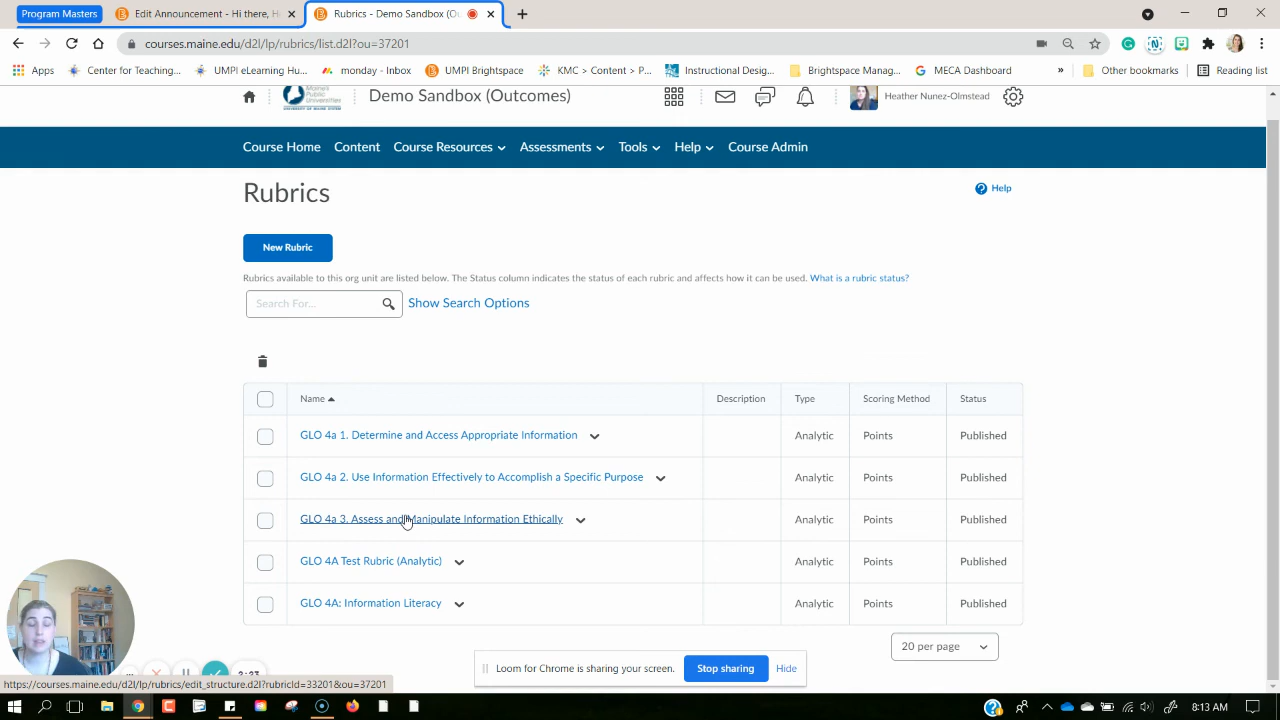 Program Masters
Edit Announcement - Hi there, H
Rubrics - Demo Sandbox (Ou
courses.maine.edu/d2l/lp/rubrics/list.d2l?ou=37201
Apps
Center for Teaching...
UMPI eLearning Hu...
monday - Inbox
UMPI Brightspace
KMC > Content > P...
Instructional Desig...
Brightspace Manag...
MECA Dashboard
»
Other bookmarks
Reading list
Demo Sandbox (Outcomes)
Heather Nunez-Olmstead
Course Home
Content
Course Resources
Assessments
Tools
Help
Course Admin
Rubrics
Help
New Rubric
Rubrics available to this org unit are listed below. The Status column indicates the status of each rubric and affects how it can be used. What is a rubric status?
Search For...
Show Search Options
Name Description Type Scoring Method Status
GLO 4a 1. Determine and Access Appropriate Information Analytic Points Published
GLO 4a 2. Use Information Effectively to Accomplish a Specific Purpose Analytic Points Published
GLO 4a 3. Assess and Manipulate Information Ethically Analytic Points Published
GLO 4A Test Rubric (Analytic) Analytic Points Published
GLO 4A: Information Literacy Analytic Points Published
20 per page
Loom for Chrome is sharing your screen.
Stop sharing
Hide
https://courses.maine.edu/d2l/lp/rubrics/edit_structure.d2l?rubricId=33201&ou=37201
8:13 AM